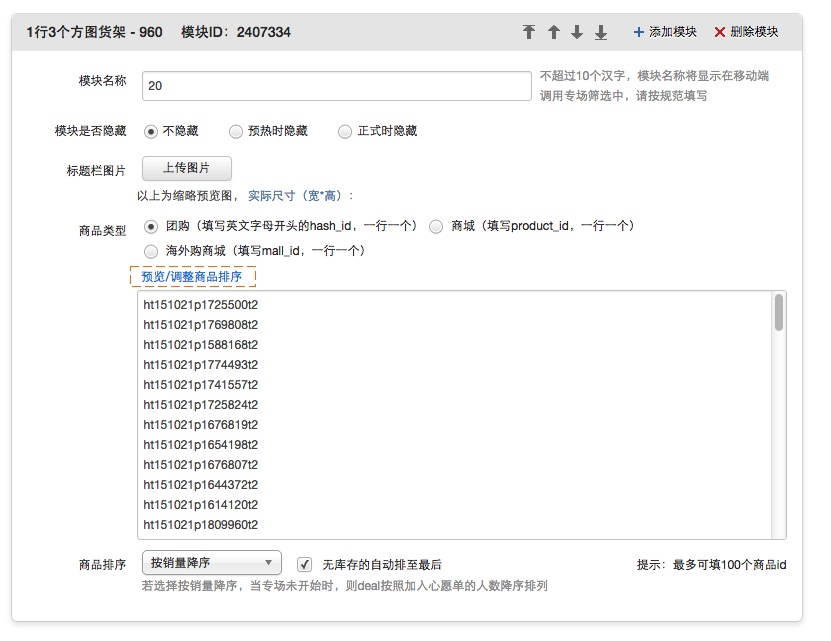 1行3个方图货架 - 960 模块ID：2407334 添加模块 删除模块
模块名称 20 不超过10个汉字，模块名称将显示在移动端
调用专场筛选中，请按规范填写
模块是否隐藏 不隐藏 预热时隐藏 正式时隐藏
标题栏图片 上传图片
以上为缩略预览图， 实际尺寸（宽*高）：
商品类型 团购（填写英文字母开头的hash_id，一行一个） 商城（填写product_id，一行一个）
海外购商城（填写mall_id，一行一个）
预览/调整商品排序
ht151021p1725500t2
ht151021p1769808t2
ht151021p1588168t2
ht151021p1774493t2
ht151021p1741557t2
ht151021p1725824t2
ht151021p1676819t2
ht151021p1654198t2
ht151021p1676807t2
ht151021p1644372t2
ht151021p1614120t2
ht151021p1809960t2
商品排序 按销量降序 无库存的自动排至最后 提示：最多可填100个商品id
若选择按销量降序，当专场未开始时，则deal按照加入心愿单的人数降序排列